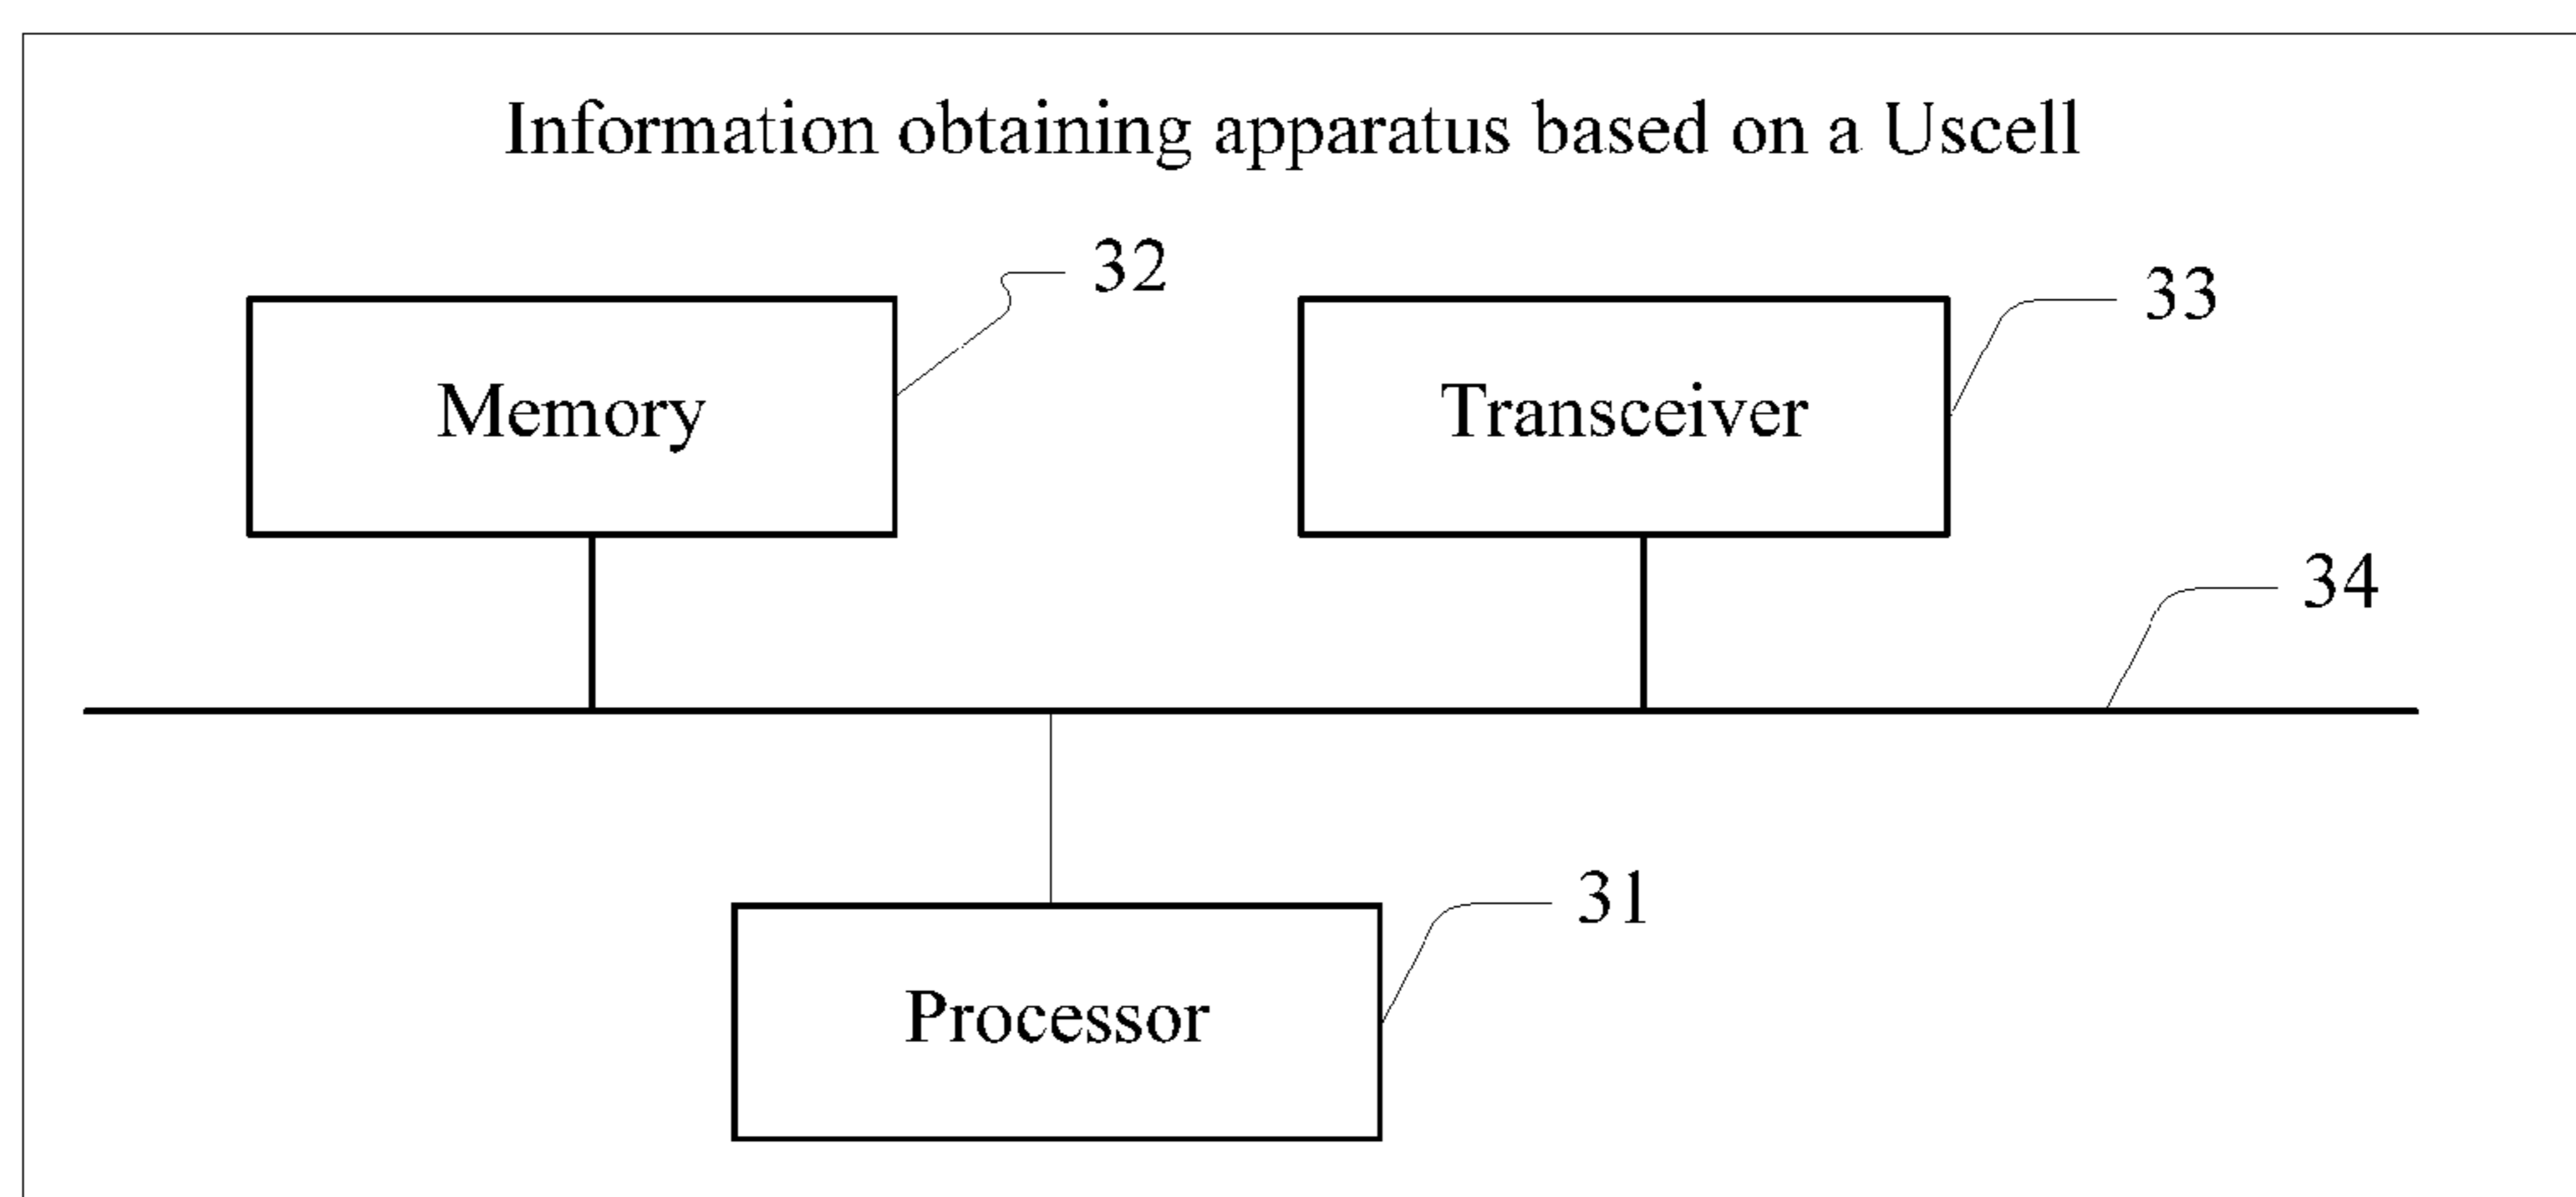 Information obtaining apparatus based on a Uscell
32
33
Memory
Transceiver
34
31
Processor